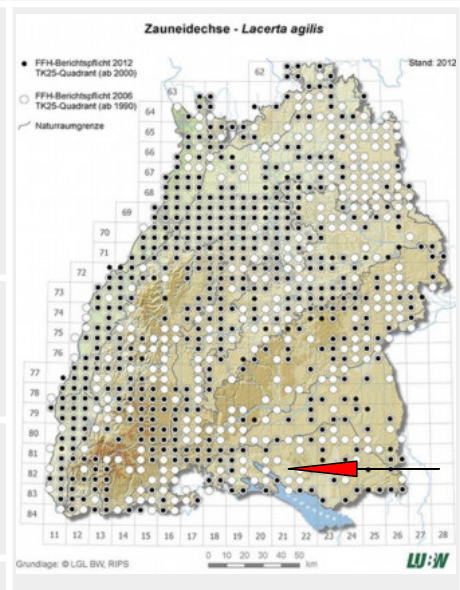 Zauneidechse - Lacerta agilis
FFH-Berichtspflicht 2012
TK25-Quadrant (ab 2000)
Stand: 2012
FFH-Berichtspflicht 2006
TK25-Quadrant (ab 1990)
Naturraumgrenze
62
63
64
65
66
67
68
69
70
71
72
73
74
75
76
77
78
79
80
81
82
83
84
11 12 13 14 15 16 17 18 19 20 21 22 23 24 25 26 27 28
Grundlage: © LGL BW, RIPS
0 10 20 30 40 50
km
LUBW